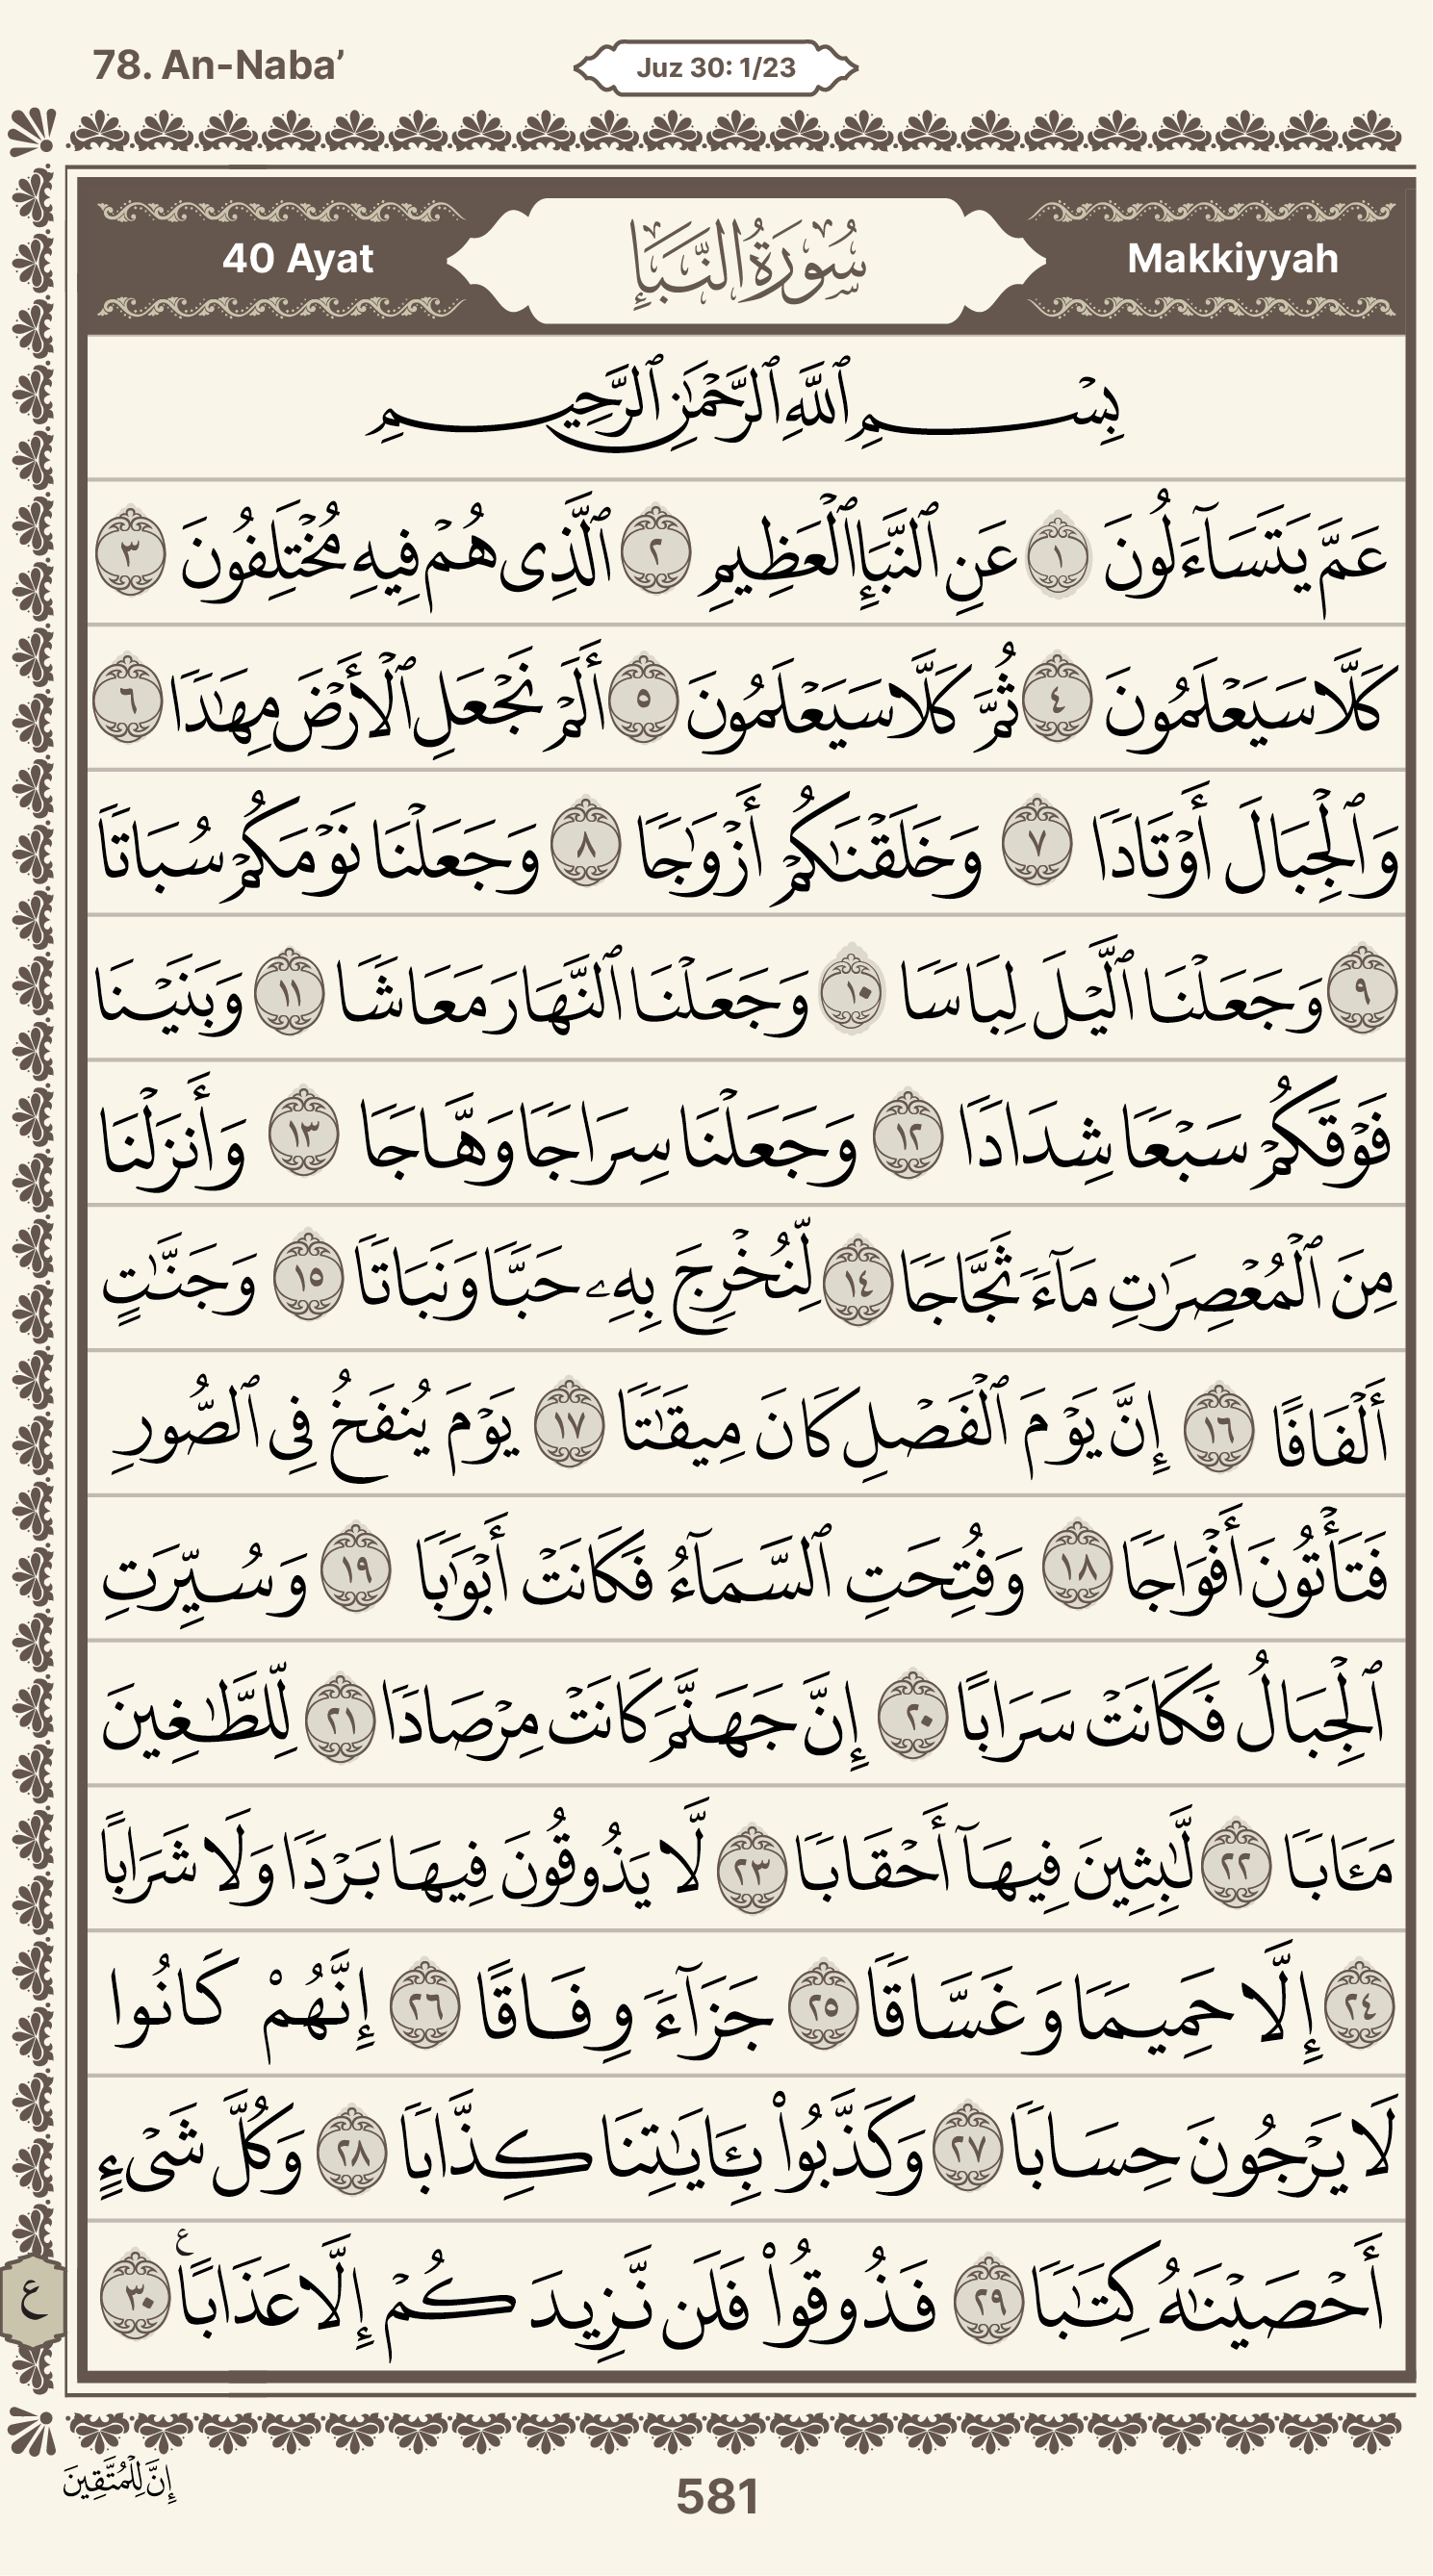 78. An-Naba’
Juz 30: 1/23
40 Ayat
سُورَةُ النَّبَإِ
Makkiyyah
بِسْمِ ٱللَّهِ ٱلرَّحْمَٰنِ ٱلرَّحِيمِ
عَمَّ يَتَسَآءَلُونَ ١ عَنِ ٱلنَّبَإِ ٱلْعَظِيمِ ٢ ٱلَّذِى هُمْ فِيهِ مُخْتَلِفُونَ ٣
كَلَّا سَيَعْلَمُونَ ٤ ثُمَّ كَلَّا سَيَعْلَمُونَ ٥ أَلَمْ نَجْعَلِ ٱلْأَرْضَ مِهَٰدًا ٦
وَٱلْجِبَالَ أَوْتَادًا ٧ وَخَلَقْنَٰكُمْ أَزْوَٰجًا ٨ وَجَعَلْنَا نَوْمَكُمْ سُبَاتًا
٩ وَجَعَلْنَا ٱلَّيْلَ لِبَاسًا ١٠ وَجَعَلْنَا ٱلنَّهَارَ مَعَاشًا ١١ وَبَنَيْنَا
فَوْقَكُمْ سَبْعًا شِدَادًا ١٢ وَجَعَلْنَا سِرَاجًا وَهَّاجًا ١٣ وَأَنزَلْنَا
مِنَ ٱلْمُعْصِرَٰتِ مَآءً ثَجَّاجًا ١٤ لِّنُخْرِجَ بِهِۦ حَبًّا وَنَبَاتًا ١٥ وَجَنَّٰتٍ
أَلْفَافًا ١٦ إِنَّ يَوْمَ ٱلْفَصْلِ كَانَ مِيقَٰتًا ١٧ يَوْمَ يُنفَخُ فِى ٱلصُّورِ
فَتَأْتُونَ أَفْوَاجًا ١٨ وَفُتِحَتِ ٱلسَّمَآءُ فَكَانَتْ أَبْوَٰبًا ١٩ وَسُيِّرَتِ
ٱلْجِبَالُ فَكَانَتْ سَرَابًا ٢٠ إِنَّ جَهَنَّمَ كَانَتْ مِرْصَادًا ٢١ لِّلطَّٰغِينَ
مَـَٔابًا ٢٢ لَّٰبِثِينَ فِيهَآ أَحْقَابًا ٢٣ لَّا يَذُوقُونَ فِيهَا بَرْدًا وَلَا شَرَابًا
٢٤ إِلَّا حَمِيمًا وَغَسَّاقًا ٢٥ جَزَآءً وِفَاقًا ٢٦ إِنَّهُمْ كَانُوا
لَا يَرْجُونَ حِسَابًا ٢٧ وَكَذَّبُوا۟ بِـَٔايَٰتِنَا كِذَّابًا ٢٨ وَكُلَّ شَىْءٍ
أَحْصَيْنَٰهُ كِتَٰبًا ٢٩ فَذُوقُوا۟ فَلَن نَّزِيدَكُمْ إِلَّا عَذَابًا ۧع ٣٠
ع
إِنَّ لِلْمُتَّقِينَ
581